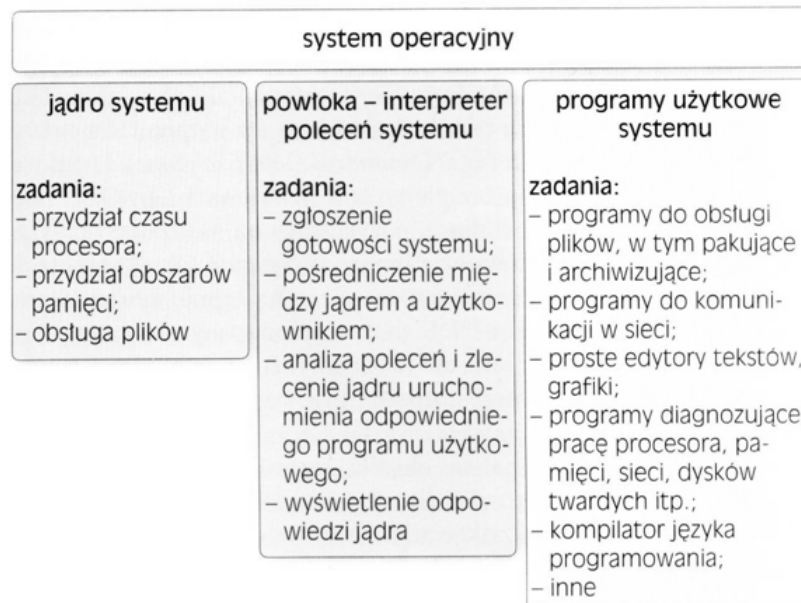 system operacyjny
jądro systemu
zadania:
– przydział czasu
procesora;
– przydział obszarów
pamięci;
– obsługa plików
powłoka – interpreter
poleceń systemu
– zgłoszenie
gotowości systemu;
– pośredniczenie mię-
dzy jądrem a użytko-
wnikiem;
– analiza poleceń i zle-
cenie jądru urucho-
mienia odpowiednie-
go programu użytko-
wego;
– wyświetlenie odpo-
wiedzi jądra
programy użytkowe
systemu
zadania:
– programy do obsługi
plików, w tym pakujące
i archiwizujące;
– programy do komuni-
kacji w sieci;
– proste edytory tekstów,
grafiki;
– programy diagnozujące
pracę procesora, pa-
mięci, sieci, dysków
twardych itp.;
– kompilator języka
programowania;
– inne